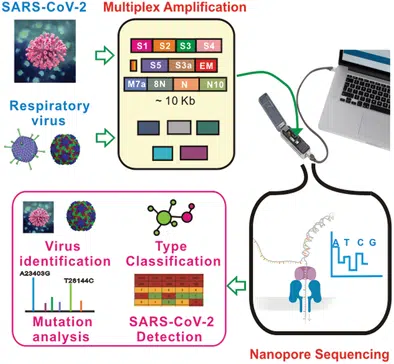 SARS-CoV-2
Multiplex Amplification
S1 S2 S3 S4
S5 S3a EM
M7a 8N N N10
~ 10 Kb
Respiratory
virus
A T C G
Nanopore Sequencing
Virus
identification
Type
Classification
A23403G
T28144C
Mutation
analysis
SARS-CoV-2
Detection